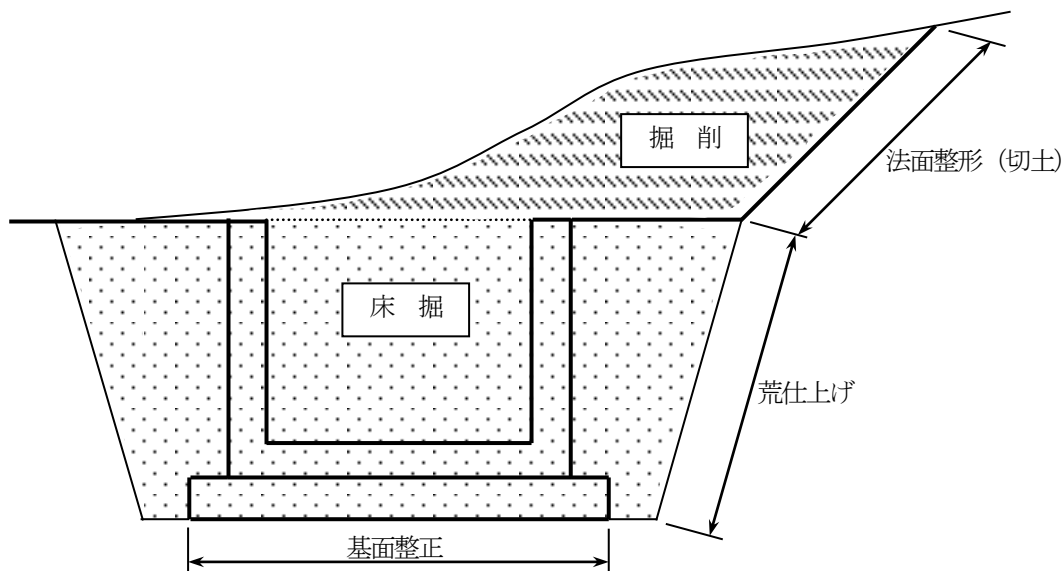 掘 削
法面整形（切土）
床 掘
荒仕上げ
基面整正